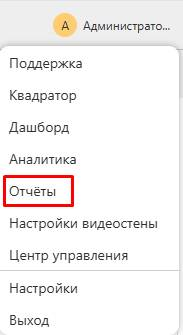 А Администрато...
Поддержка
Квадратор
Дашборд
Аналитика
Отчёты
Настройки видеостены
Центр управления
Настройки
Выход